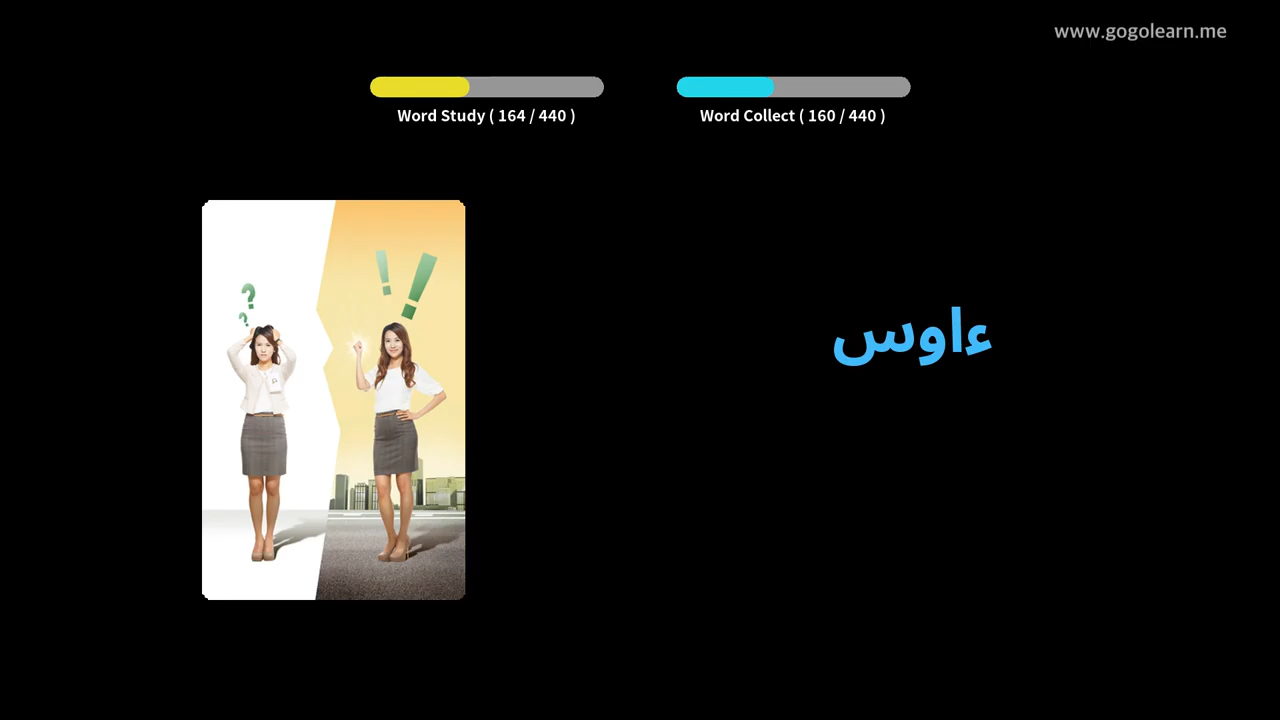 www.gogolearn.me
Word Study ( 164 / 440 )
Word Collect ( 160 / 440 )
? ?
! !
ءاوس